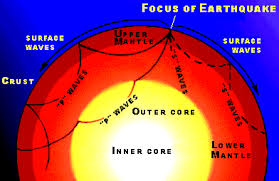 FOCUS OF EARTHQUAKE
SURFACE
WAVES
UPPER
MANTLE
SURFACE
WAVES
CRUST
"P" WAVES
"S" WAVES
"P" WAVES
OUTER CORE
INNER CORE
LOWER
MANTLE